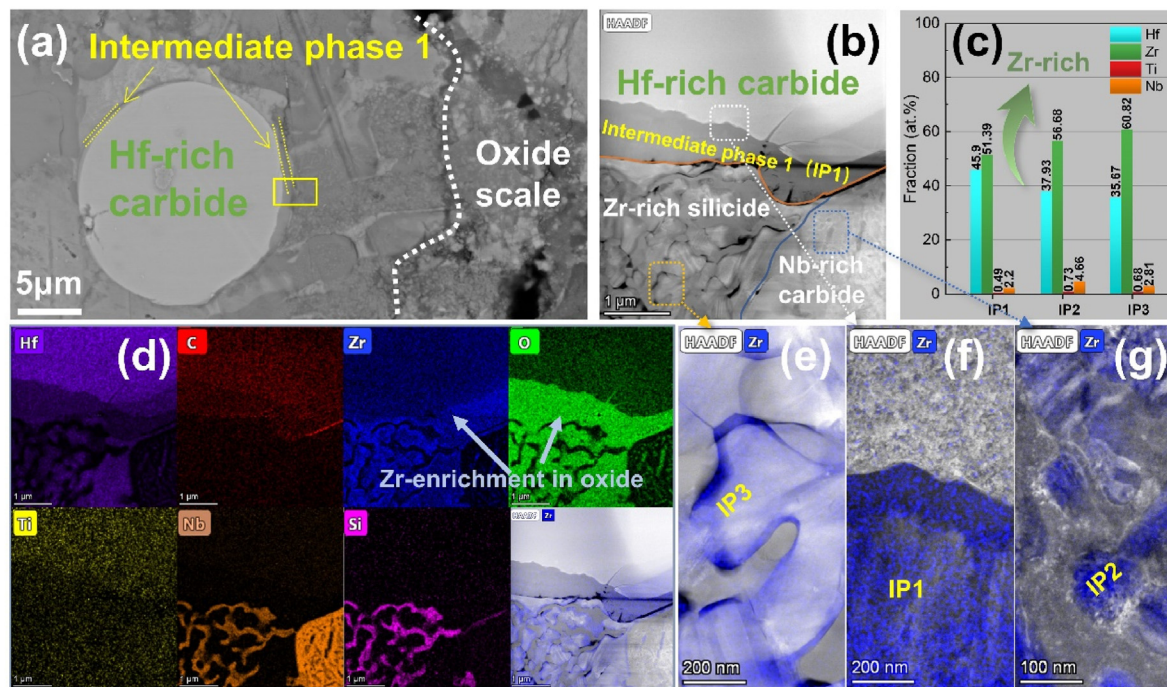 (a)
Intermediate phase 1
Hf-rich
carbide
Oxide
scale
5μm
HAADF
(b)
Hf-rich carbide
Intermediate phase 1 (IP1)
Zr-rich silicide
Nb-rich
carbide
1 μm
(c)
Zr-rich
Hf
Zr
Ti
Nb
Fraction (at.%)
100
80
60
40
20
0
45.9
51.39
0.49
2.2
37.93
56.68
0.73
4.66
35.67
60.82
0.68
2.81
IP1
IP2
IP3
Hf
C
(d)
Zr
O
Zr-enrichment in oxide
1 μm
1 μm
1 μm
1 μm
Ti
Nb
Si
HAADF Zr
1 μm
1 μm
1 μm
1 μm
HAADF Zr
(e)
IP3
200 nm
HAADF Zr
(f)
IP1
200 nm
HAADF Zr
(g)
IP2
100 nm